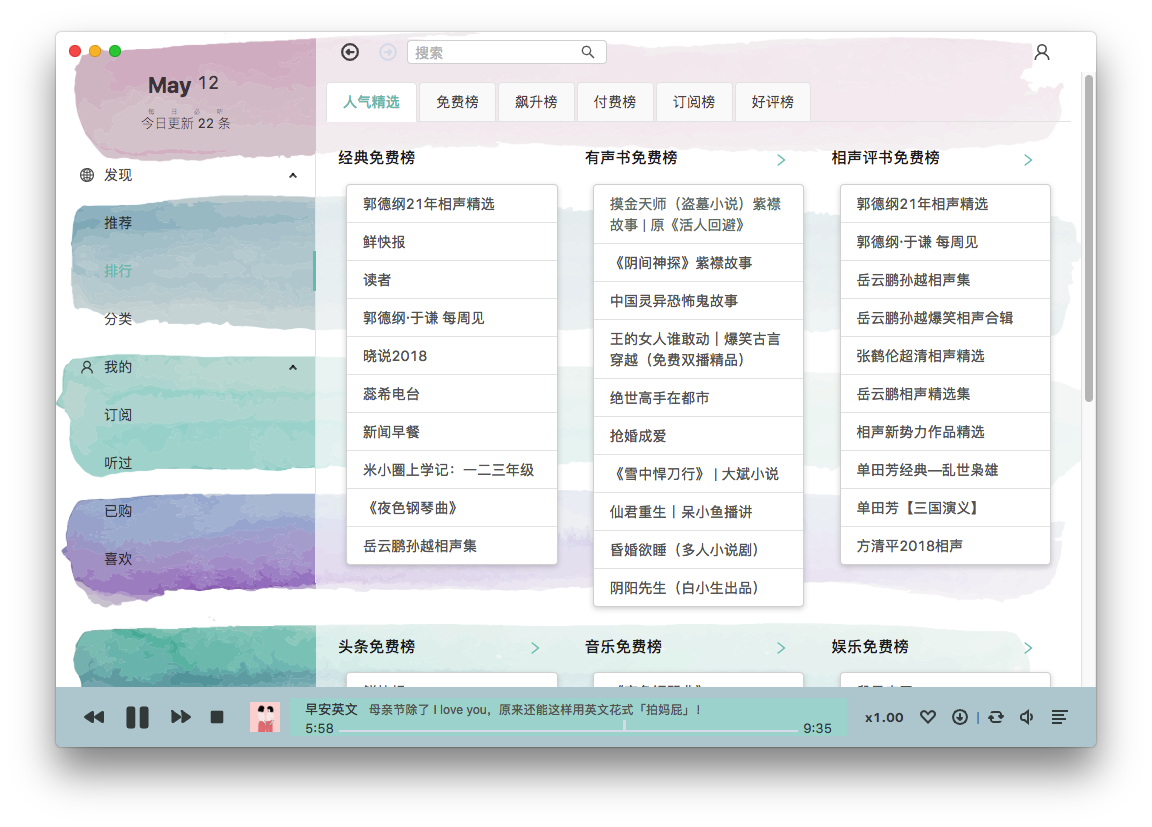 May 12
每 日 必 听
今日更新 22 条
发现
推荐
排行
分类
我的
订阅
听过
已购
喜欢
搜索
人气精选
免费榜
飙升榜
付费榜
订阅榜
好评榜
经典免费榜
郭德纲21年相声精选
鲜快报
读者
郭德纲·于谦 每周见
晓说2018
蕊希电台
新闻早餐
米小圈上学记：一二三年级
《夜色钢琴曲》
岳云鹏孙越相声集
有声书免费榜
摸金天师（盗墓小说）紫襟
故事 | 原《活人回避》
《阴间神探》紫襟故事
中国灵异恐怖鬼故事
王的女人谁敢动丨爆笑古言
穿越（免费双播精品）
绝世高手在都市
抢婚成爱
《雪中悍刀行》 | 大斌小说
仙君重生丨呆小鱼播讲
昏婚欲睡（多人小说剧）
阴阳先生（白小生出品）
相声评书免费榜
郭德纲21年相声精选
郭德纲·于谦 每周见
岳云鹏孙越相声集
岳云鹏孙越爆笑相声合辑
张鹤伦超清相声精选
岳云鹏相声精选集
相声新势力作品精选
单田芳经典—乱世枭雄
单田芳【三国演义】
方清平2018相声
头条免费榜
音乐免费榜
娱乐免费榜
早安英文 母亲节除了 I love you，原来还能这样用英文花式「拍妈屁」!
5:58
9:35
x1.00